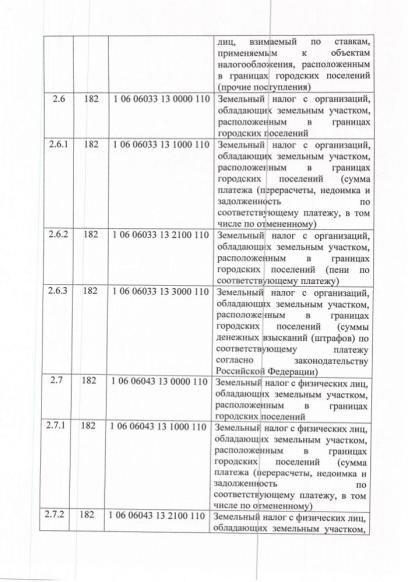 лиц, взимаемый по ставкам,
применяемым к объектам
налогообложения, расположенным
в границах городских поселений
(прочие поступления)
2.6 182 1 06 06033 13 0000 110 Земельный налог с организаций,
обладающих земельным участком,
расположенным в границах
городских поселений
2.6.1 182 1 06 06033 13 1000 110 Земельный налог с организаций,
обладающих земельным участком,
расположенным в границах
городских поселений (сумма
платежа (перерасчеты, недоимка и
задолженность по
соответствующему платежу, в том
числе по отмененному)
2.6.2 182 1 06 06033 13 2100 110 Земельный налог с организаций,
обладающих земельным участком,
расположенным в границах
городских поселений (пени по
соответствующему платежу)
2.6.3 182 1 06 06033 13 3000 110 Земельный налог с организаций,
обладающих земельным участком,
расположенным в границах
городских поселений (суммы
денежных взысканий (штрафов) по
соответствующему платежу
согласно законодательству
Российской Федерации)
2.7 182 1 06 06043 13 0000 110 Земельный налог с физических лиц,
обладающих земельным участком,
расположенным в границах
городских поселений
2.7.1 182 1 06 06043 13 1000 110 Земельный налог с физических лиц,
обладающих земельным участком,
расположенным в границах
городских поселений (сумма
платежа (перерасчеты, недоимка и
задолженность по
соответствующему платежу, в том
числе по отмененному)
2.7.2 182 1 06 06043 13 2100 110 Земельный налог с физических лиц,
обладающих земельным участком,